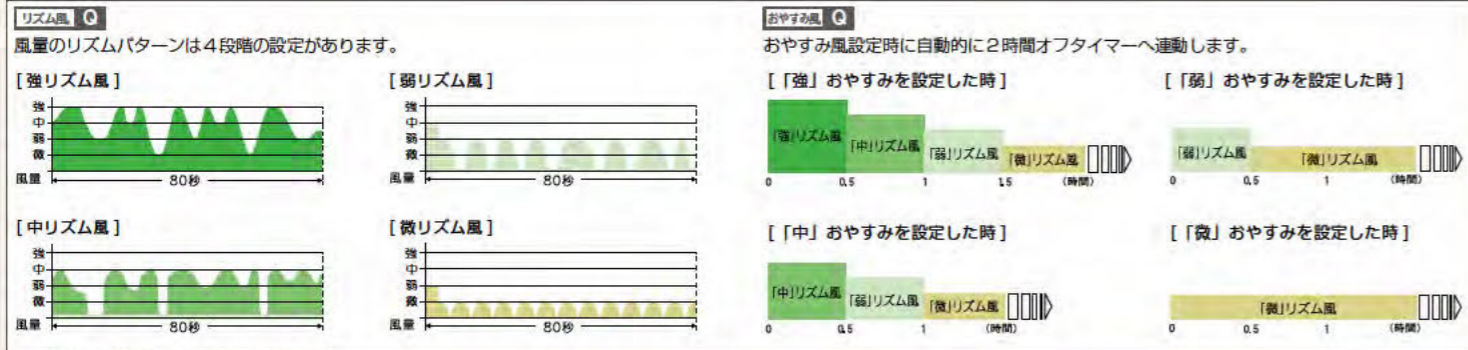 リズム風 Q
風量のリズムパターンは4段階の設定があります。
[強リズム風]
強
中
弱
微
風量
80秒
[弱リズム風]
強
中
弱
微
風量
80秒
[中リズム風]
強
中
弱
微
風量
80秒
[微リズム風]
強
中
弱
微
風量
80秒
おやすみ風 Q
おやすみ風設定時に自動的に2時間オフタイマーへ連動します。
[「強」おやすみを設定した時]
「強」リズム風
「中」リズム風
「弱」リズム風
「微」リズム風
0 0.5 1 1.5 (時間)
[「弱」おやすみを設定した時]
「弱」リズム風
「微」リズム風
0 0.5 1 (時間)
[「中」おやすみを設定した時]
「中」リズム風
「弱」リズム風
「微」リズム風
0 0.5 1 (時間)
[「微」おやすみを設定した時]
「微」リズム風
0 0.5 1 (時間)